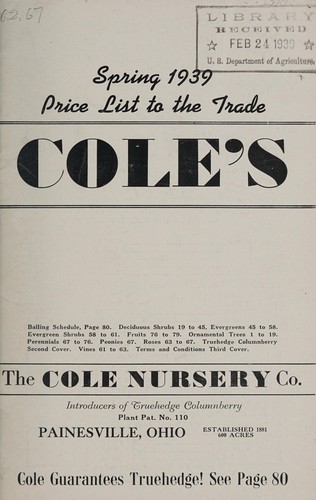 62.67
LIBRARY
RECEIVED
☆ FEB 24 1939 ☆
U. S. Department of Agriculture.
Spring 1939
Price List to the Trade
COLE'S
Balling Schedule, Page 80. Deciduous Shrubs 19 to 45. Evergreens 45 to 58.
Evergreen Shrubs 58 to 61. Fruits 76 to 79. Ornamental Trees 1 to 19.
Perennials 67 to 76. Peonies 67. Roses 63 to 67. Truehedge Columnberry
Second Cover. Vines 61 to 63. Terms and Conditions Third Cover.
The COLE NURSERY Co.
Introducers of Truehedge Columnberry
Plant Pat. No. 110
PAINESVILLE, OHIO
ESTABLISHED 1881
600 ACRES
Cole Guarantees Truehedge! See Page 80